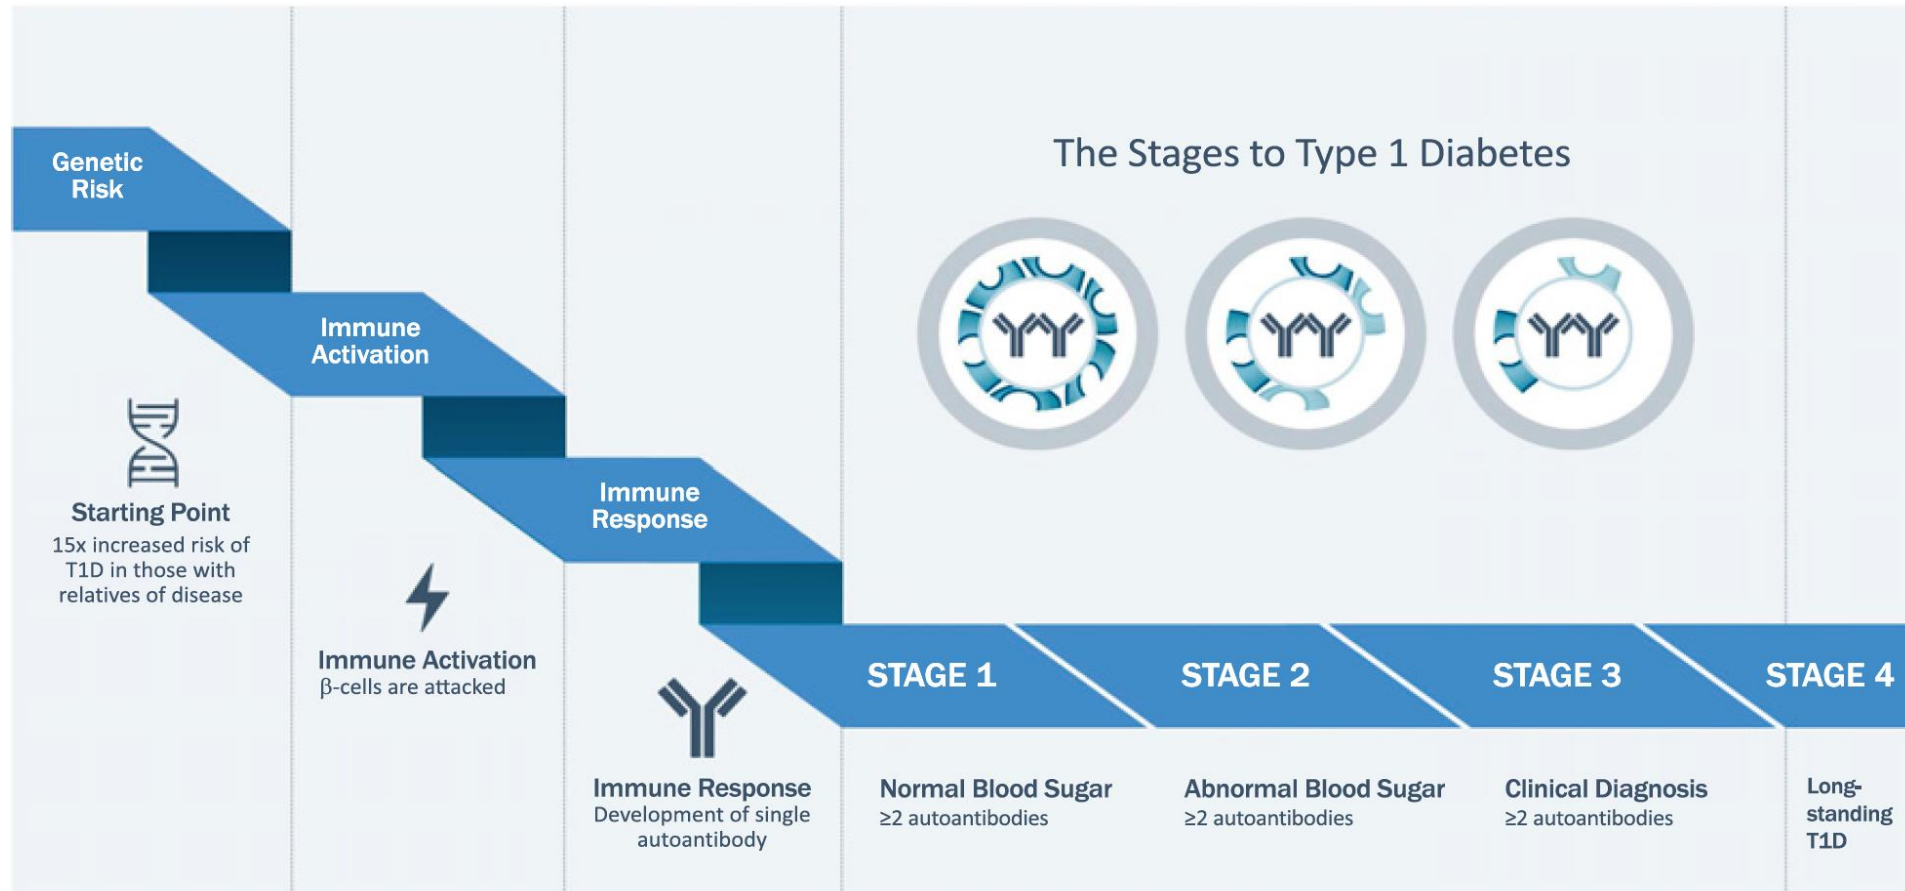 The Stages to Type 1 Diabetes
Genetic
Risk
Starting Point
15x increased risk of
T1D in those with
relatives of disease
Immune
Activation
Immune Activation
β-cells are attacked
Immune
Response
Immune Response
Development of single
autoantibody
STAGE 1
Normal Blood Sugar
≥2 autoantibodies
STAGE 2
Abnormal Blood Sugar
≥2 autoantibodies
STAGE 3
Clinical Diagnosis
≥2 autoantibodies
STAGE 4
Long-
standing
T1D